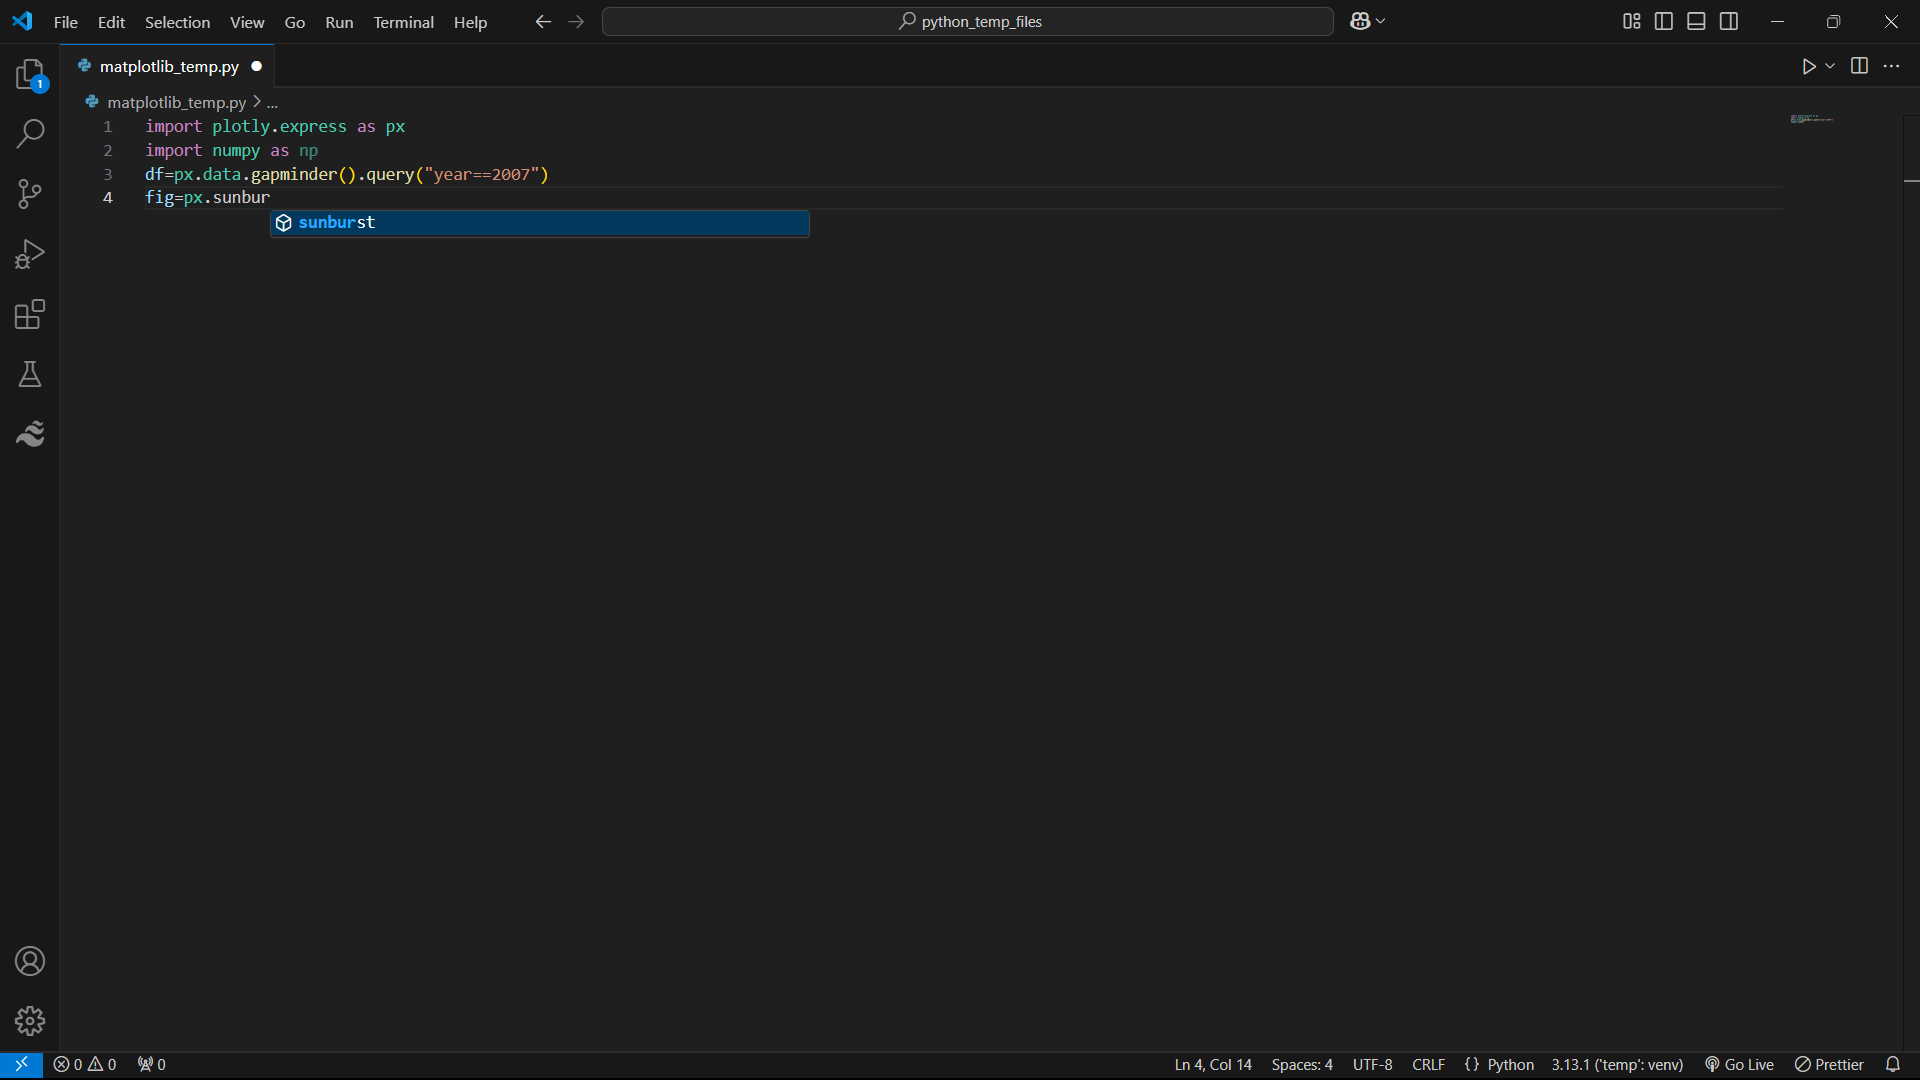 File Edit Selection View Go Run Terminal Help python_temp_files
1
matplotlib_temp.py
matplotlib_temp.py > ...
1 import plotly.express as px
2 import numpy as np
3 df=px.data.gapminder().query("year==2007")
4 fig=px.sunbur
sunburst
0 0 0 Ln 4, Col 14 Spaces: 4 UTF-8 CRLF {} Python 3.13.1 ('temp': venv) Go Live Prettier